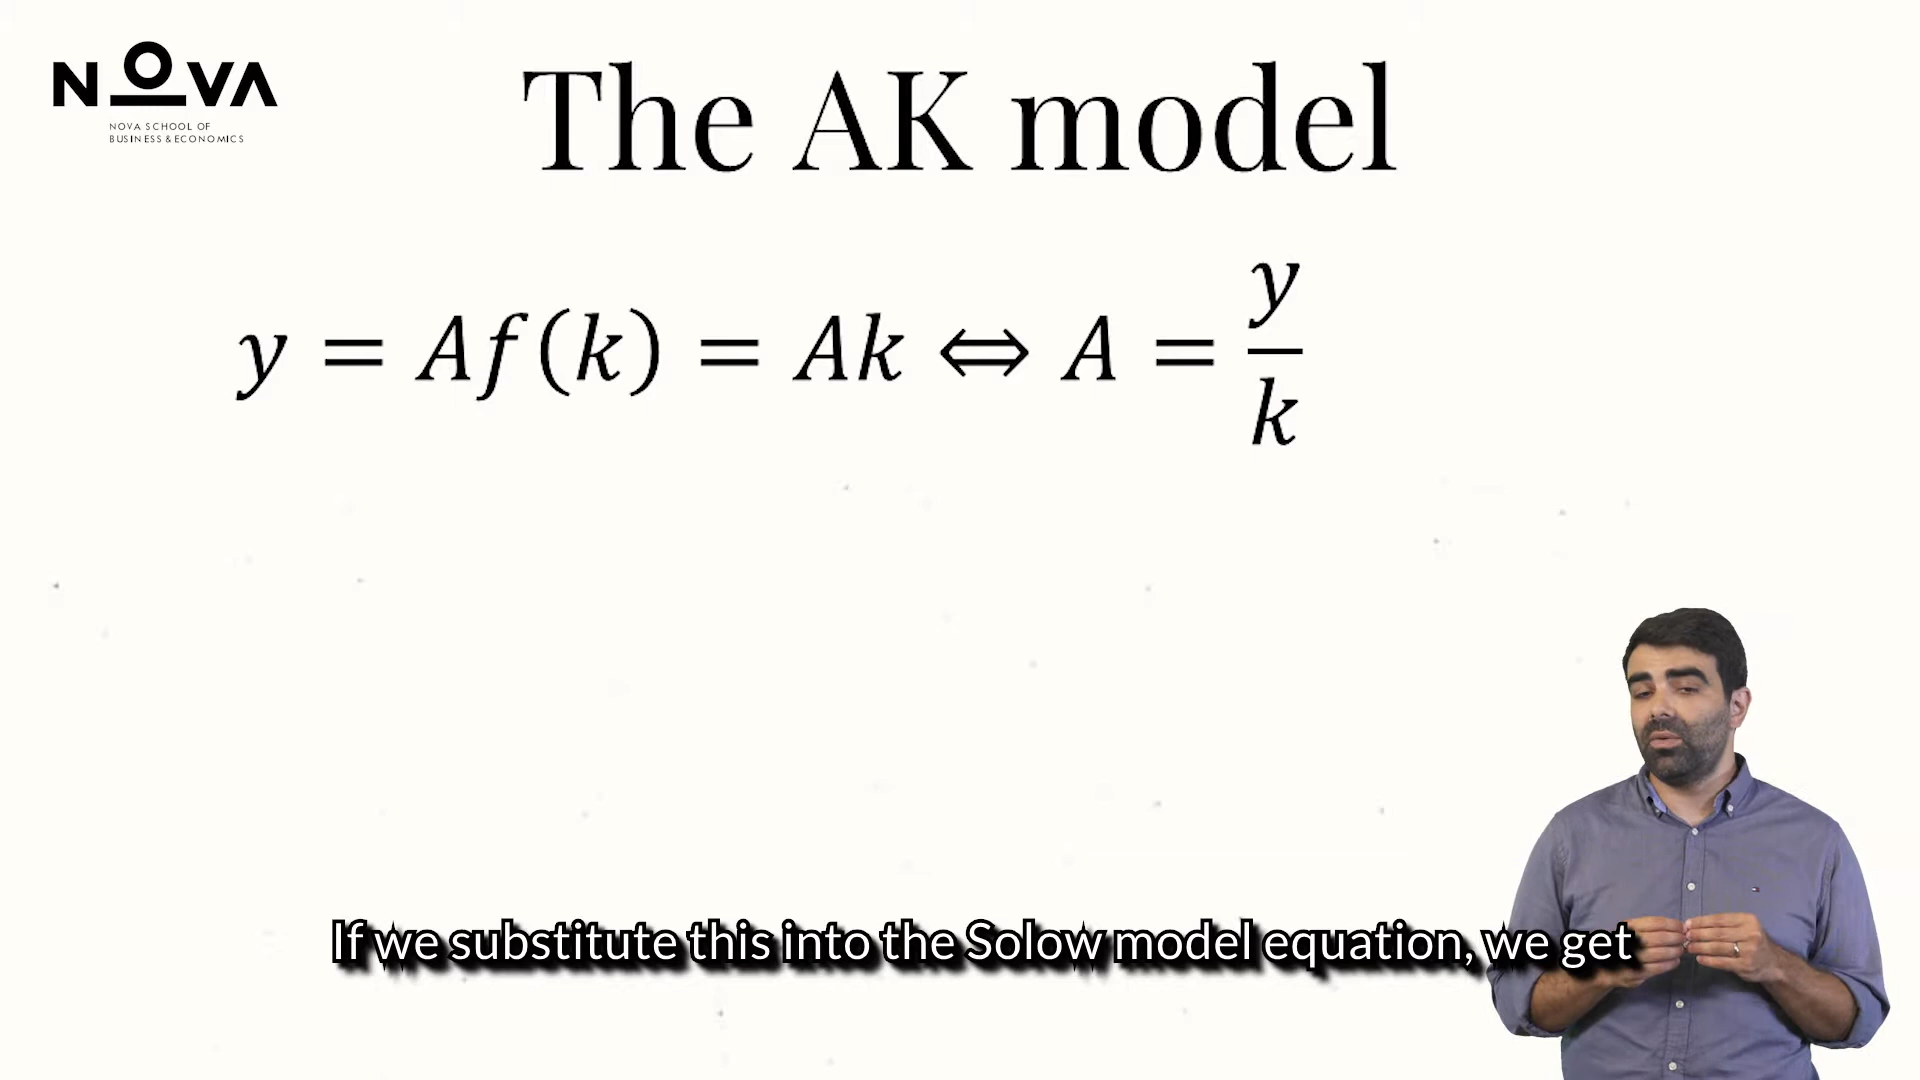 NOVA
NOVA SCHOOL OF
BUSINESS & ECONOMICS
The AK model
y = Af(k) = Ak ⇔ A = y/k
If we substitute this into the Solow model equation, we get